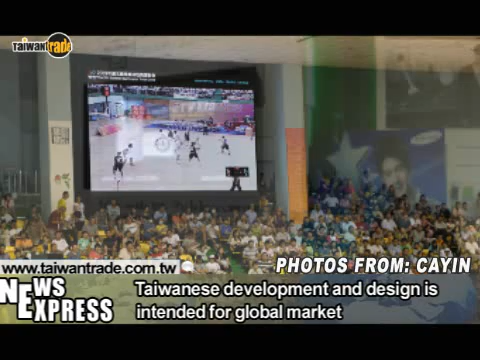 TAIWANTRADE
PHOTOS FROM: CAYIN
www.taiwantrade.com.tw
NEWS
EXPRESS
Taiwanese development and design is
intended for global market